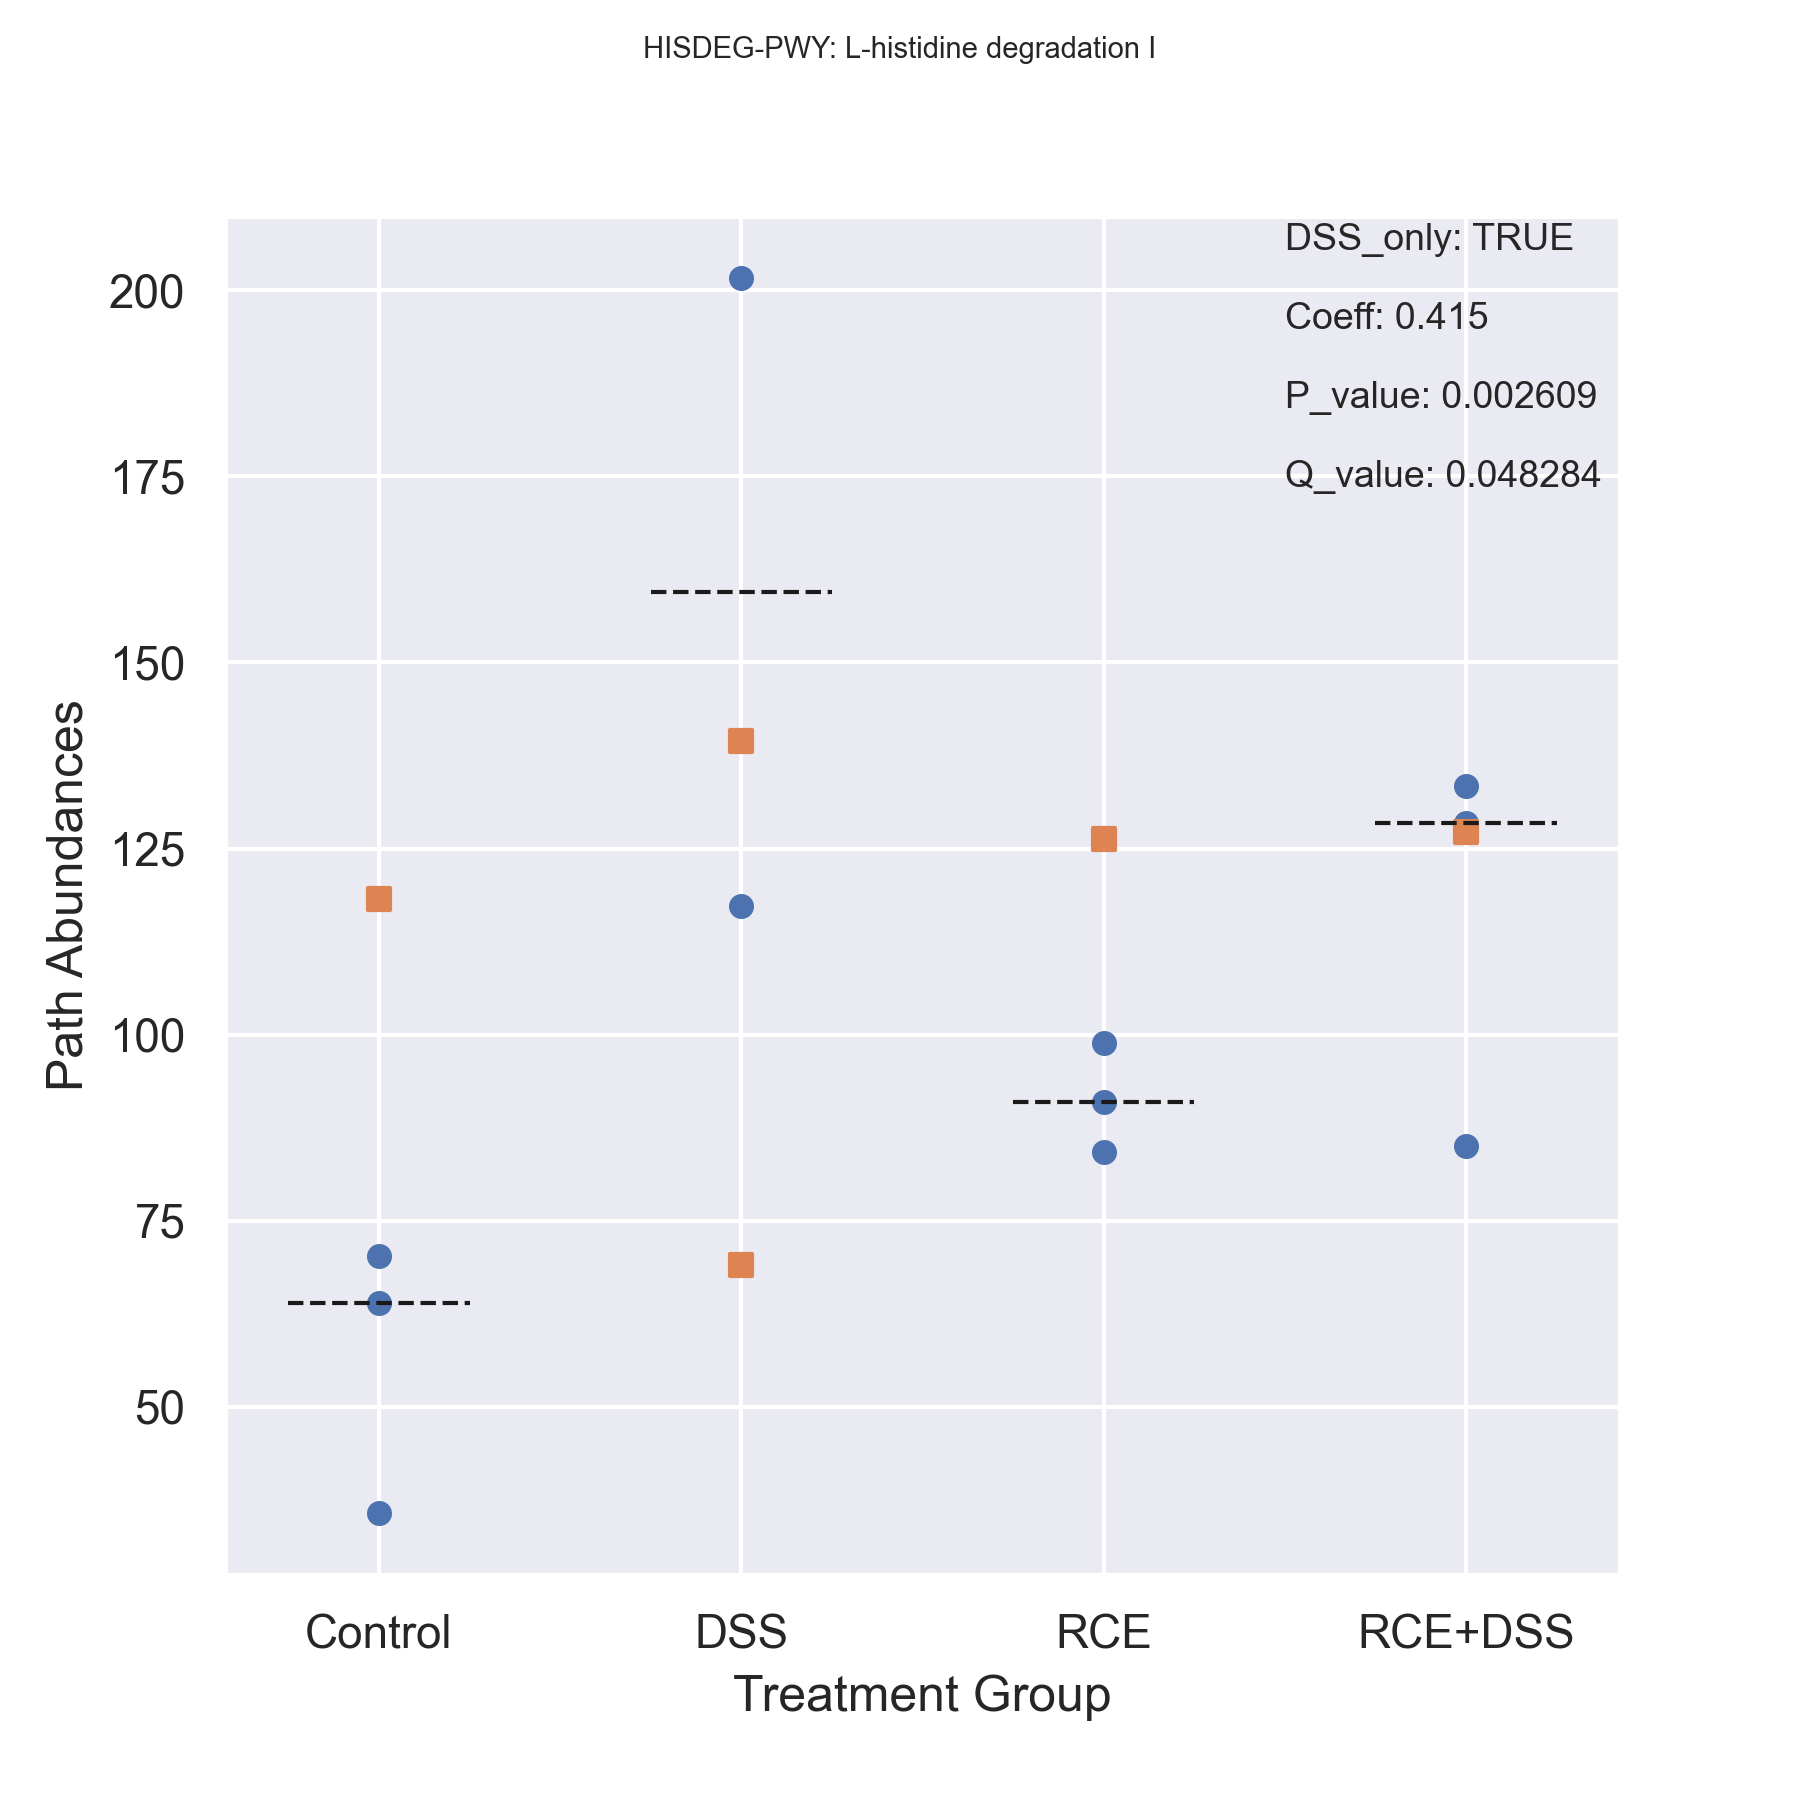 HISDEG-PWY: L-histidine degradation I
DSS_only: TRUE
Coeff: 0.415
P_value: 0.002609
Q_value: 0.048284
200
175
150
125
100
75
50
Path Abundances
Control
DSS
RCE
RCE+DSS
Treatment Group